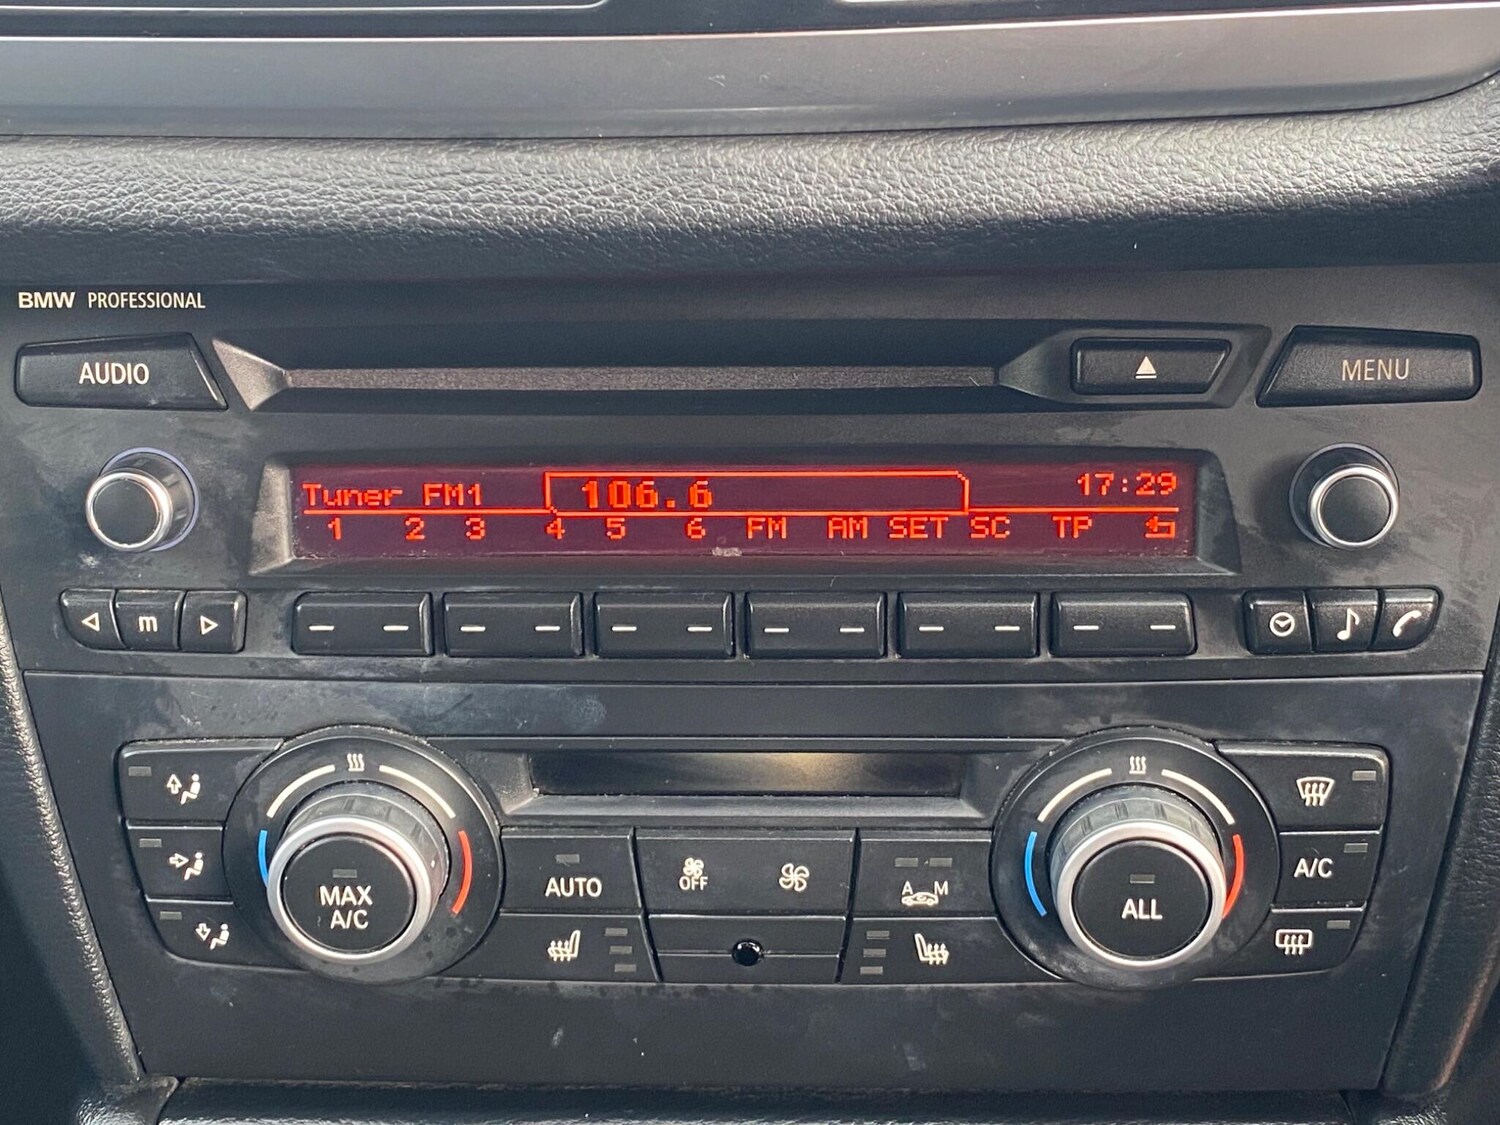 BMW PROFESSIONAL
AUDIO
MENU
Tuner FM1 106.6 17:29
1 2 3 4 5 6 FM AM SET SC TP
m
MAX
A/C
AUTO
OFF
A M
ALL
A/C